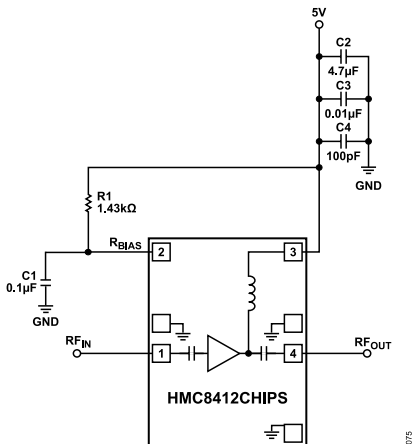 5V
C2
4.7µF
C3
0.01µF
C4
100pF
GND
R1
1.43kΩ
RBIAS
2
3
C1
0.1µF
GND
RFIN
1
4
RFOUT
HMC8412CHIPS
075